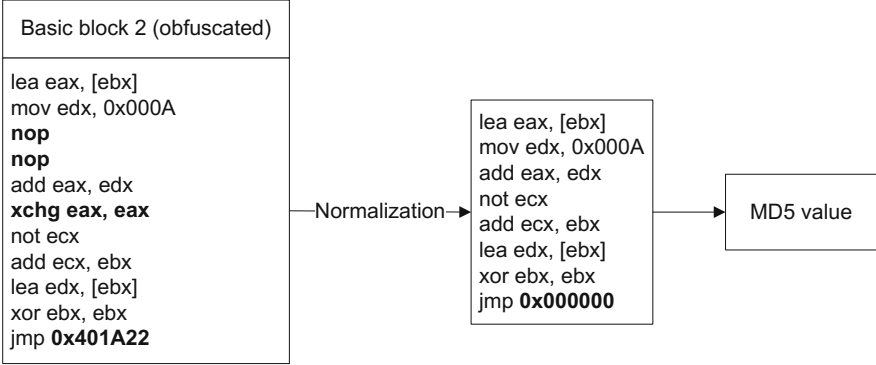 Basic block 2 (obfuscated)
lea eax, [ebx]
mov edx, 0x000A
nop
nop
add eax, edx
xchg eax, eax
not ecx
add ecx, ebx
lea edx, [ebx]
xor ebx, ebx
jmp 0x401A22
Normalization
lea eax, [ebx]
mov edx, 0x000A
add eax, edx
not ecx
add ecx, ebx
lea edx, [ebx]
xor ebx, ebx
jmp 0x000000
MD5 value